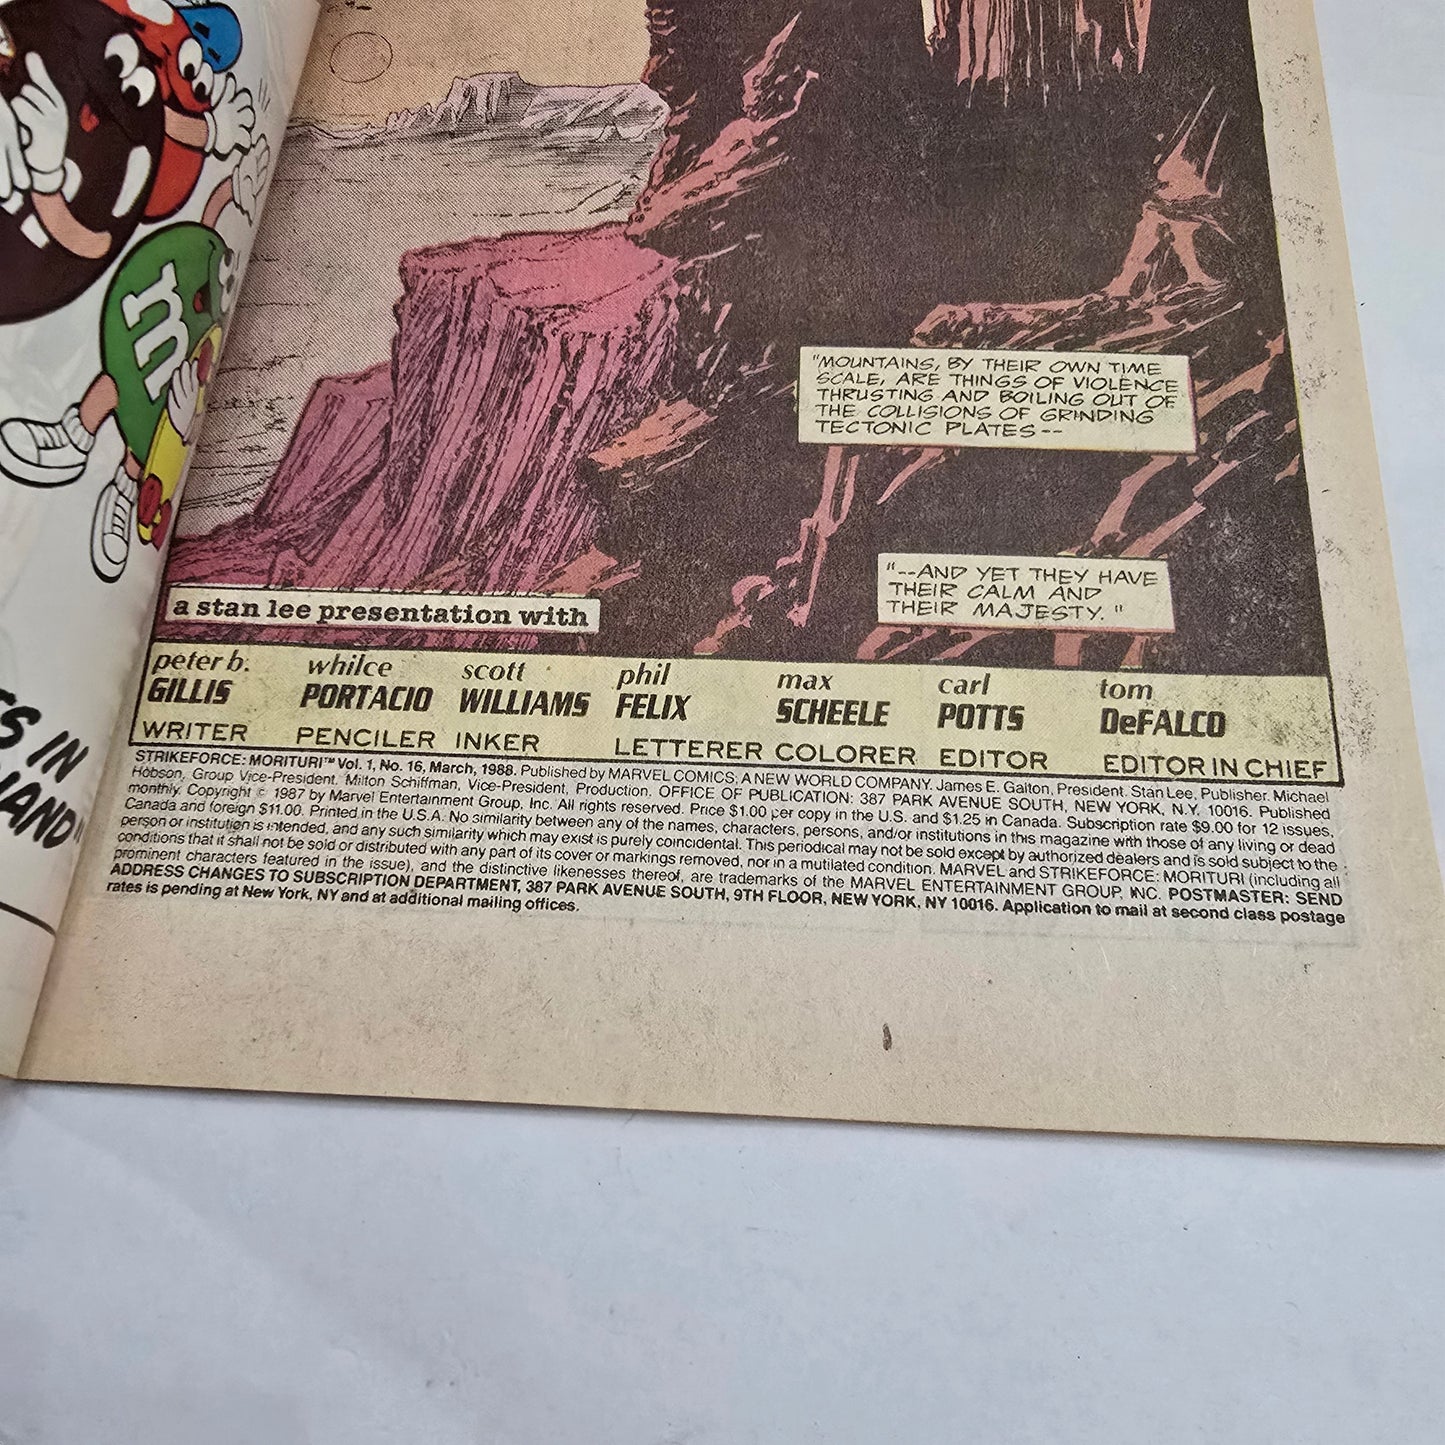 m
"MOUNTAINS, BY THEIR OWN TIME
SCALE, ARE THINGS OF VIOLENCE
THRUSTING AND BOILING OUT OF
THE COLLISIONS OF GRINDING
TECTONIC PLATES--
"--AND YET THEY HAVE
THEIR CALM AND
THEIR MAJESTY."
a stan lee presentation with
peter b. whilce scott phil max carl tom
GILLIS PORTACIO WILLIAMS FELIX SCHEELE POTTS DeFALCO
WRITER PENCILER INKER LETTERER COLORER EDITOR EDITOR IN CHIEF
STRIKEFORCE: MORITURI™ Vol. 1, No. 16, March, 1988. Published by MARVEL COMICS, A NEW WORLD COMPANY. James E. Galton, President. Stan Lee, Publisher. Michael
Hobson, Group Vice-President. Milton Schiffman, Vice-President, Production. OFFICE OF PUBLICATION: 387 PARK AVENUE SOUTH, NEW YORK, N.Y. 10016. Published
monthly. Copyright © 1987 by Marvel Entertainment Group, Inc. All rights reserved. Price $1.00 per copy in the U.S. and $1.25 in Canada. Subscription rate $9.00 for 12 issues,
Canada and foreign $11.00. Printed in the U.S.A. No similarity between any of the names, characters, persons, and/or institutions in this magazine with those of any living or dead
person or institution is intended, and any such similarity which may exist is purely coincidental. This periodical may not be sold except by authorized dealers and is sold subject to the
conditions that it shall not be sold or distributed with any part of its cover or markings removed, nor in a mutilated condition. MARVEL and STRIKEFORCE: MORITURI (including all
prominent characters featured in the issue), and the distinctive likenesses thereof, are trademarks of the MARVEL ENTERTAINMENT GROUP, INC. POSTMASTER: SEND
ADDRESS CHANGES TO SUBSCRIPTION DEPARTMENT, 387 PARK AVENUE SOUTH, 9TH FLOOR, NEW YORK, NY 10016. Application to mail at second class postage
rates is pending at New York, NY and at additional mailing offices.
IN